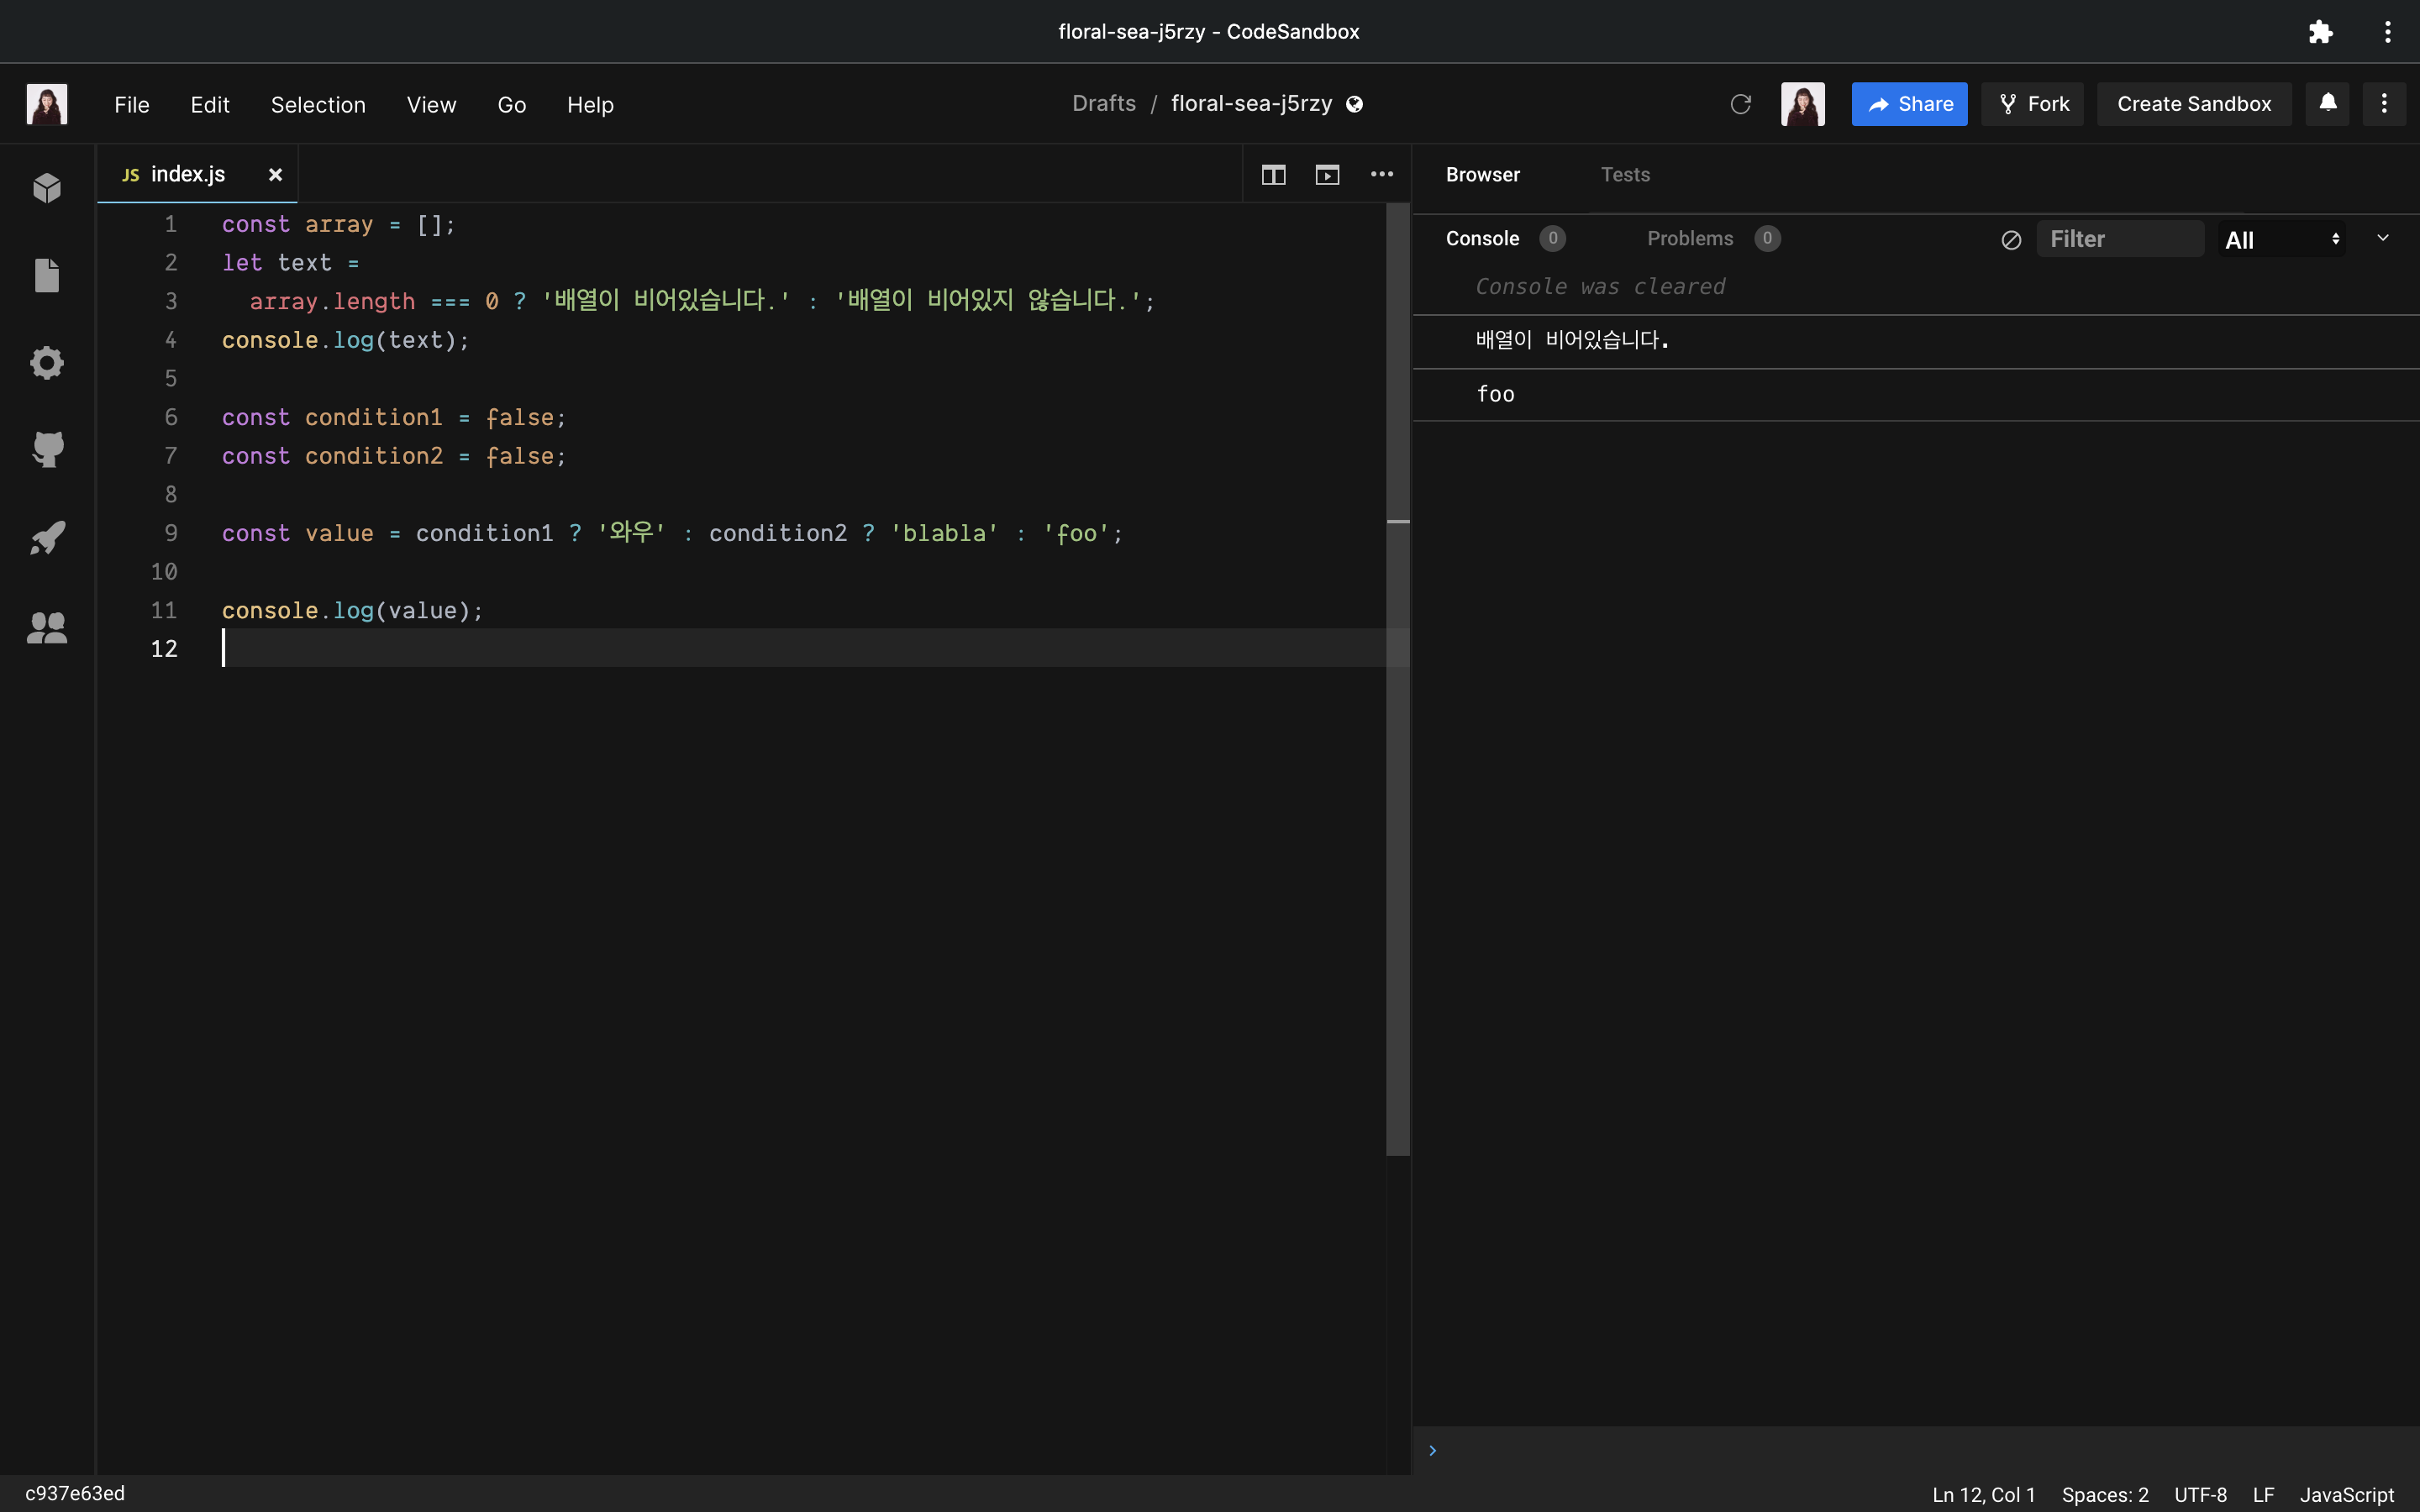 floral-sea-j5rzy - CodeSandbox
File Edit Selection View Go Help
Drafts / floral-sea-j5rzy
Share Fork Create Sandbox
JS index.js
1 const array = [];
2 let text =
3 array.length === 0 ? '배열이 비어있습니다.' : '배열이 비어있지 않습니다.';
4 console.log(text);
5
6 const condition1 = false;
7 const condition2 = false;
8
9 const value = condition1 ? '와우' : condition2 ? 'blabla' : 'foo';
10
11 console.log(value);
12
Browser Tests
Console 0 Problems 0 Filter All
Console was cleared
배열이 비어있습니다.
foo
c937e63ed
Ln 12, Col 1 Spaces: 2 UTF-8 LF JavaScript